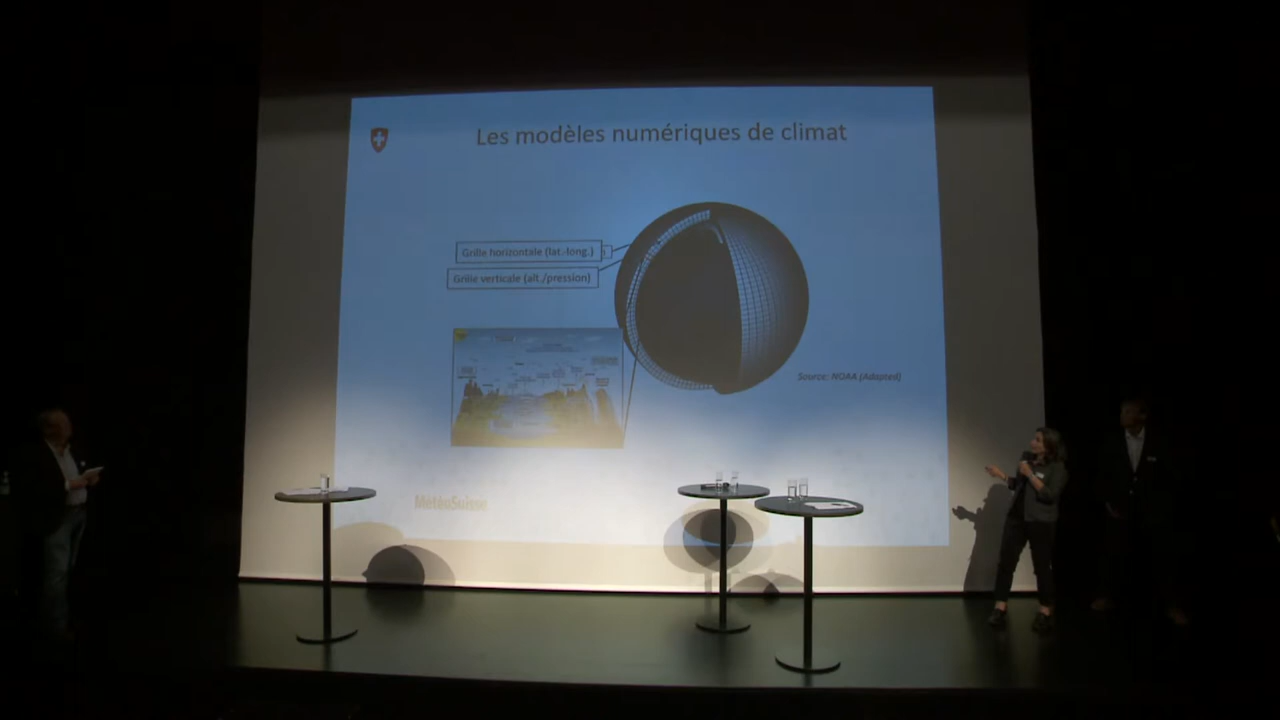 Les modèles numériques de climat
Grille horizontale (lat.-long.)
Grille verticale (alt./pression)
Source: NOAA (Adapted)
MétéoSuisse